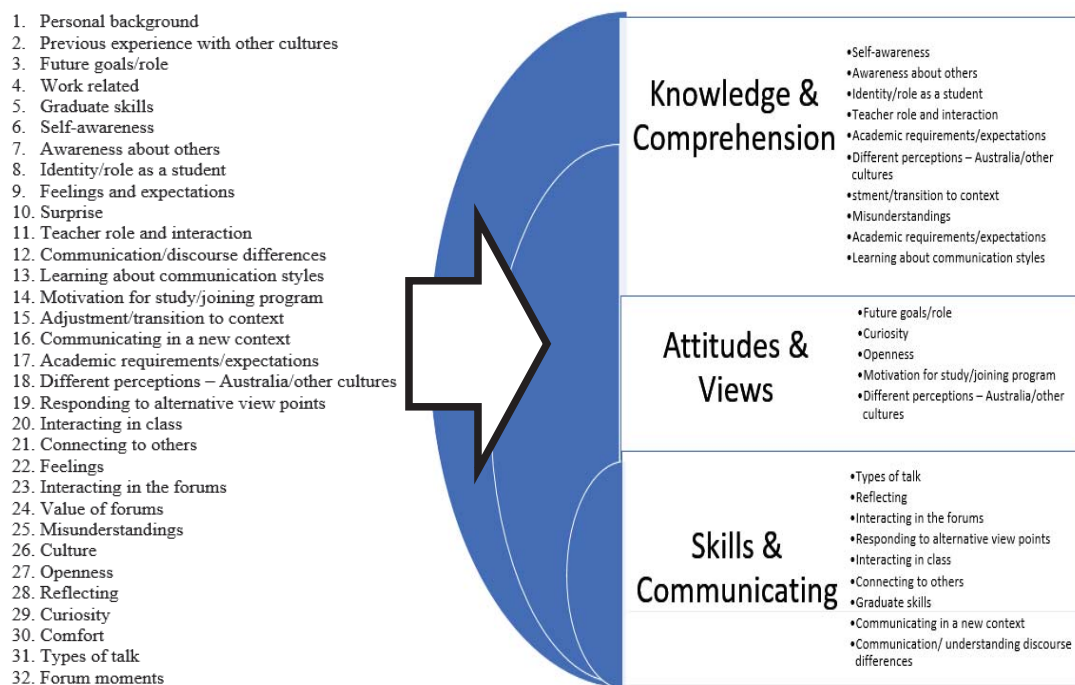 1. Personal background
2. Previous experience with other cultures
3. Future goals/role
4. Work related
5. Graduate skills
6. Self-awareness
7. Awareness about others
8. Identity/role as a student
9. Feelings and expectations
10. Surprise
11. Teacher role and interaction
12. Communication/discourse differences
13. Learning about communication styles
14. Motivation for study/joining program
15. Adjustment/transition to context
16. Communicating in a new context
17. Academic requirements/expectations
18. Different perceptions – Australia/other cultures
19. Responding to alternative view points
20. Interacting in class
21. Connecting to others
22. Feelings
23. Interacting in the forums
24. Value of forums
25. Misunderstandings
26. Culture
27. Openness
28. Reflecting
29. Curiosity
30. Comfort
31. Types of talk
32. Forum moments
Knowledge &
Comprehension
•Self-awareness
•Awareness about others
•Identity/role as a student
•Teacher role and interaction
•Academic requirements/expectations
•Different perceptions – Australia/other
cultures
•stment/transition to context
•Misunderstandings
•Academic requirements/expectations
•Learning about communication styles
Attitudes &
Views
•Future goals/role
•Curiosity
•Openness
•Motivation for study/joining program
•Different perceptions – Australia/other
cultures
Skills &
Communicating
•Types of talk
•Reflecting
•Interacting in the forums
•Responding to alternative view points
•Interacting in class
•Connecting to others
•Graduate skills
•Communicating in a new context
•Communication/ understanding discourse
differences